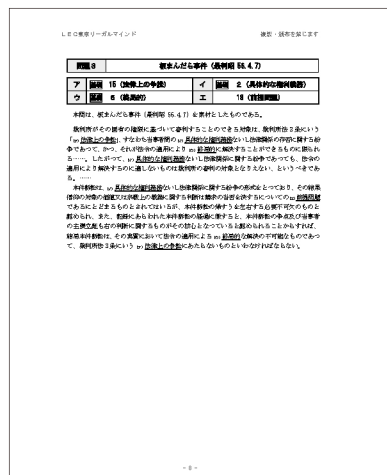 LEC東京リーガルマインド　複製・頒布を禁じます
問題8　板まんだら事件（最判昭 56.4.7）
ア　基礎　15（法律上の争訟）　イ　基礎　2（具体的な権利義務）
ウ　基礎　6（終局的）　エ　18（前提問題）
本問は、板まんだら事件（最判昭 56.4.7）を素材としたものである。
裁判所がその固有の権限に基づいて審判することのできる対象は、裁判所法3条にいう
「(ア)法律上の争訟」、すなわち当事者間の(イ)具体的な権利義務ないし法律関係の存否に関する紛
争であつて、かつ、それが法令の適用により(ウ)終局的に解決することができるものに限られ
る……。したがつて、(イ)具体的な権利義務ないし法律関係に関する紛争であつても、法令の
適用により解決するのに適しないものは裁判所の審判の対象となりえない、というべきであ
る。……
本件訴訟は、(イ)具体的な権利義務ないし法律関係に関する紛争の形式をとつており、その結果
信仰の対象の価値又は宗教上の教義に関する判断は請求の当否を決するについての(エ)前提問題
であるにとどまるものとされてはいるが、本件訴訟の帰すうを左右する必要不可欠のものと
認められ、また、記録にあらわれた本件訴訟の経過に徴すると、本件訴訟の争点及び当事者
の主張立証も右の判断に関するものがその核心となつていると認められることからすれば、
結局本件訴訟は、その実質において法令の適用による(ウ)終局的な解決の不可能なものであつ
て、裁判所法3条にいう(ア)法律上の争訟にあたらないものといわなければならない。